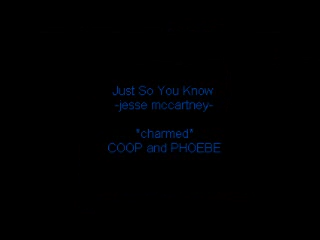 Just So You Know
-jesse mccartney-
*charmed*
COOP and PHOEBE